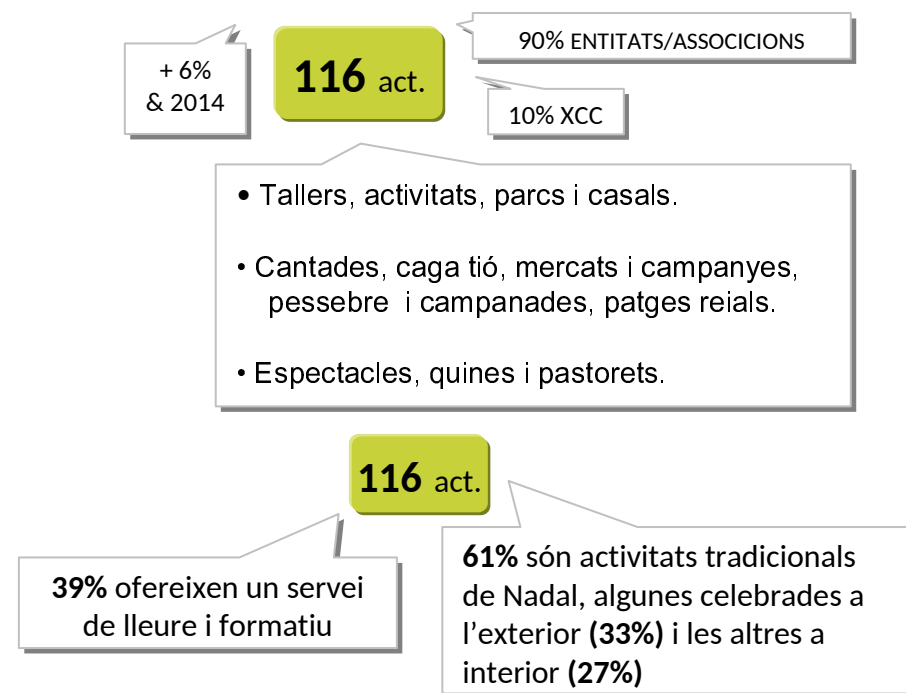 90% ENTITATS/ASSOCICIONS
+ 6%
& 2014
116 act.
10% XCC
• Tallers, activitats, parcs i casals.
• Cantades, caga tió, mercats i campanyes,
pessebre i campanades, patges reials.
• Espectacles, quines i pastorets.
116 act.
39% ofereixen un servei
de lleure i formatiu
61% són activitats tradicionals
de Nadal, algunes celebrades a
l’exterior (33%) i les altres a
interior (27%)